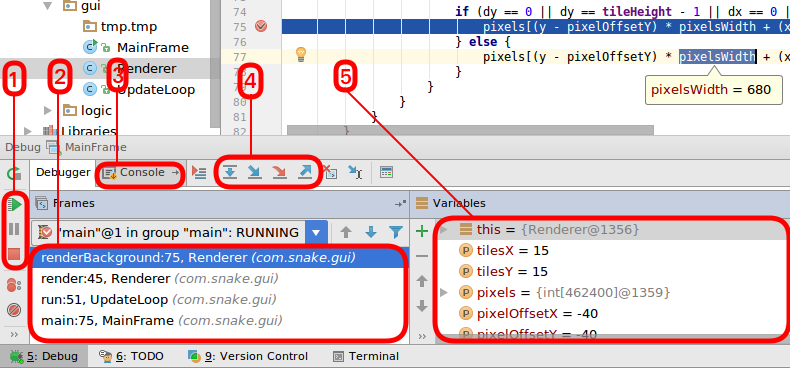 gui
tmp.tmp
MainFrame
Renderer
UpdateLoop
logic
Libraries
74 if (dy == 0 || dy == tileHeight - 1 || dx == 0 |
75 pixels[(y - pixelOffsetY) * pixelsWidth + (x
76 } else {
77 pixels[(y - pixelOffsetY) * pixelsWidth + (x
78 }
79 }
80 }
81 }
82 }
pixelsWidth = 680
1
2
3
4
5
Debug MainFrame
Debugger Console
Frames
Variables
"main"@1 in group "main": RUNNING
renderBackground:75, Renderer (com.snake.gui)
render:45, Renderer (com.snake.gui)
run:51, UpdateLoop (com.snake.gui)
main:75, MainFrame (com.snake.gui)
this = {Renderer@1356}
tilesX = 15
tilesY = 15
pixels = {int[462400]@1359}
pixelOffsetX = -40
pixelOffsetY = -40
5: Debug 6: TODO 9: Version Control Terminal